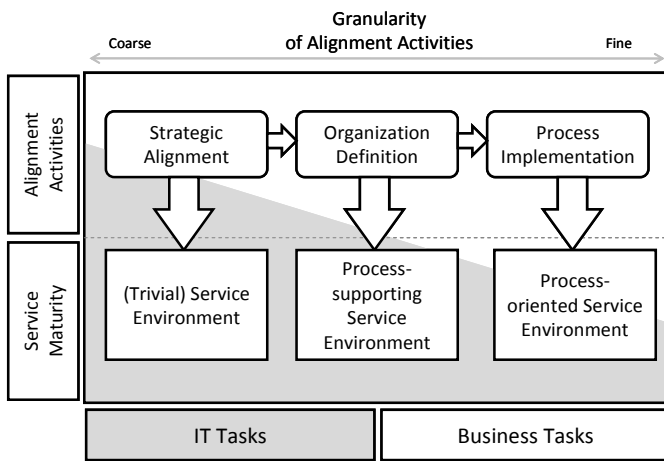 Granularity
of Alignment Activities
Coarse
Fine
Alignment
Activities
Strategic
Alignment
Organization
Definition
Process
Implementation
Service
Maturity
(Trivial) Service
Environment
Process-
supporting
Service
Environment
Process-
oriented Service
Environment
IT Tasks
Business Tasks